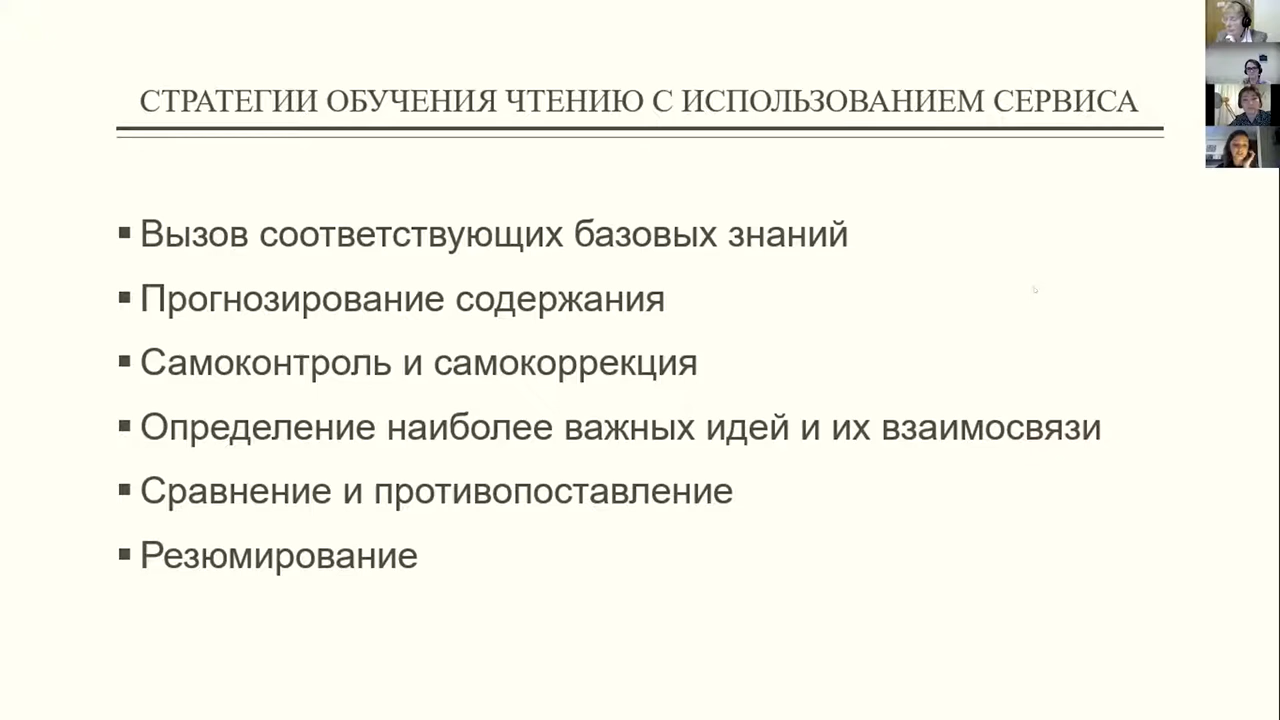 СТРАТЕГИИ ОБУЧЕНИЯ ЧТЕНИЮ С ИСПОЛЬЗОВАНИЕМ СЕРВИСА
▪ Вызов соответствующих базовых знаний
▪ Прогнозирование содержания
▪ Самоконтроль и самокоррекция
▪ Определение наиболее важных идей и их взаимосвязи
▪ Сравнение и противопоставление
▪ Резюмирование